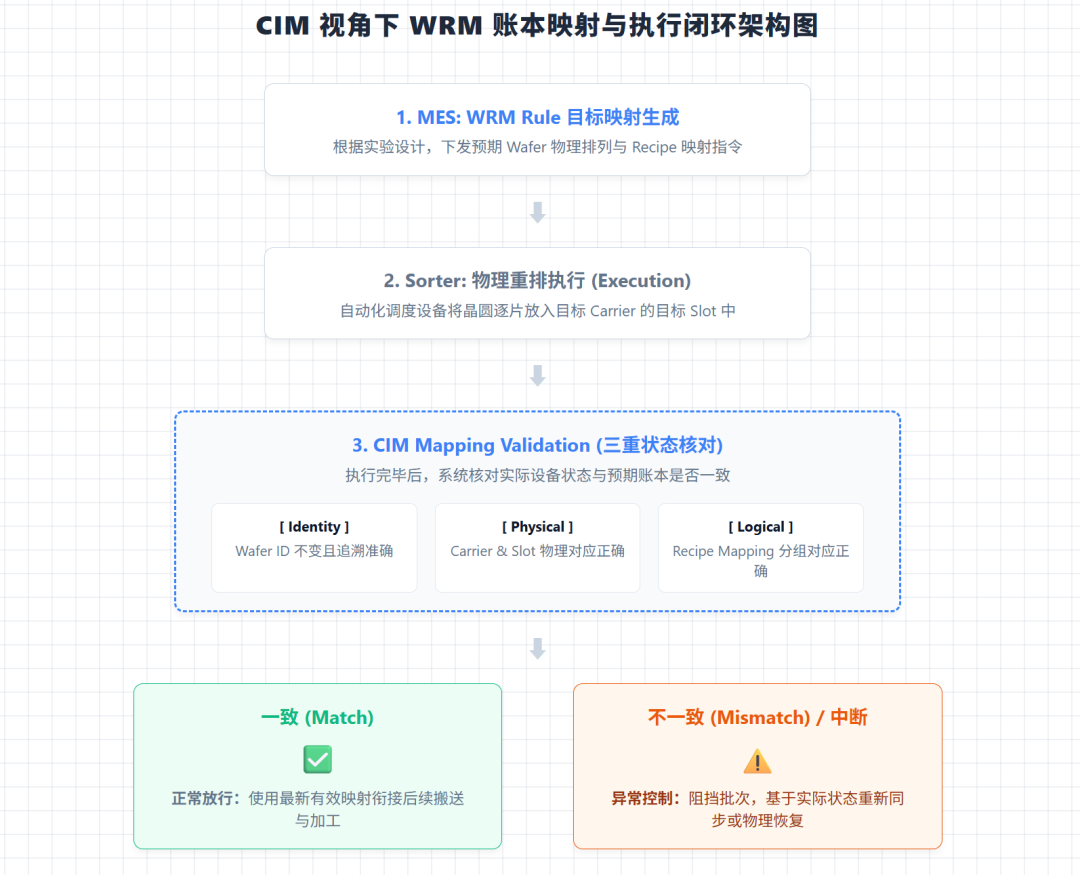 CIM 视角下 WRM 账本映射与执行闭环架构图
1. MES: WRM Rule 目标映射生成
根据实验设计，下发预期 Wafer 物理排列与 Recipe 映射指令
2. Sorter: 物理重排执行 (Execution)
自动化调度设备将晶圆逐片放入目标 Carrier 的目标 Slot 中
3. CIM Mapping Validation (三重状态核对)
执行完毕后，系统核对实际设备状态与预期账本是否一致
[ Identity ]
Wafer ID 不变且追溯准确
[ Physical ]
Carrier & Slot 物理对应正确
[ Logical ]
Recipe Mapping 分组对应正
确
一致 (Match)
正常放行：使用最新有效映射衔接后续搬送
与加工
不一致 (Mismatch) / 中断
异常控制：阻挡批次，基于实际状态重新同
步或物理恢复